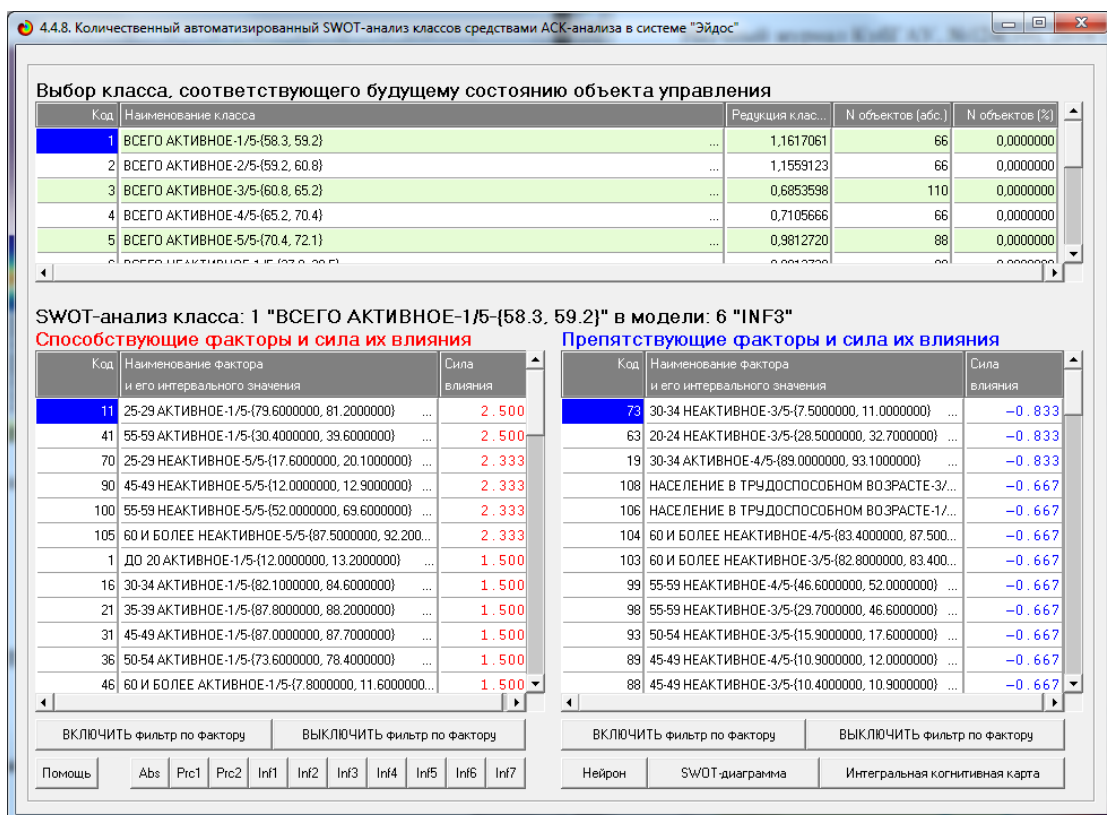 4.4.8. Количественный автоматизированный SWOT-анализ классов средствами АСК-анализа в системе "Эйдос"
Выбор класса, соответствующего будущему состоянию объекта управления
Код Наименование класса Редукция клас... N объектов (абс.) N объектов (%)
1 ВСЕГО АКТИВНОЕ-1/5-{58.3, 59.2} ... 1,1617061 66 0,0000000
2 ВСЕГО АКТИВНОЕ-2/5-{59.2, 60.8} ... 1,1559123 66 0,0000000
3 ВСЕГО АКТИВНОЕ-3/5-{60.8, 65.2} ... 0,6853598 110 0,0000000
4 ВСЕГО АКТИВНОЕ-4/5-{65.2, 70.4} ... 0,7105666 66 0,0000000
5 ВСЕГО АКТИВНОЕ-5/5-{70.4, 72.1} ... 0,9812720 88 0,0000000
SWOT-анализ класса: 1 "ВСЕГО АКТИВНОЕ-1/5-{58.3, 59.2}" в модели: 6 "INF3"
Способствующие факторы и сила их влияния
Код Наименование фактора и его интервального значения Сила влияния
11 25-29 АКТИВНОЕ-1/5-{79.6000000, 81.2000000} ... 2.500
41 55-59 АКТИВНОЕ-1/5-{30.4000000, 39.6000000} ... 2.500
70 25-29 НЕАКТИВНОЕ-5/5-{17.6000000, 20.1000000} ... 2.333
90 45-49 НЕАКТИВНОЕ-5/5-{12.0000000, 12.9000000} ... 2.333
100 55-59 НЕАКТИВНОЕ-5/5-{52.0000000, 69.6000000} ... 2.333
105 60 И БОЛЕЕ НЕАКТИВНОЕ-5/5-{87.5000000, 92.200... 2.333
1 ДО 20 АКТИВНОЕ-1/5-{12.0000000, 13.2000000} ... 1.500
16 30-34 АКТИВНОЕ-1/5-{82.1000000, 84.6000000} ... 1.500
21 35-39 АКТИВНОЕ-1/5-{87.8000000, 88.2000000} ... 1.500
31 45-49 АКТИВНОЕ-1/5-{87.0000000, 87.7000000} ... 1.500
36 50-54 АКТИВНОЕ-1/5-{73.6000000, 78.4000000} ... 1.500
46 60 И БОЛЕЕ АКТИВНОЕ-1/5-{7.8000000, 11.6000000... 1.500
Препятствующие факторы и сила их влияния
Код Наименование фактора и его интервального значения Сила влияния
73 30-34 НЕАКТИВНОЕ-3/5-{7.5000000, 11.0000000} ... -0.833
63 20-24 НЕАКТИВНОЕ-3/5-{28.5000000, 32.7000000} ... -0.833
19 30-34 АКТИВНОЕ-4/5-{89.0000000, 93.1000000} ... -0.833
108 НАСЕЛЕНИЕ В ТРУДОСПОСОБНОМ ВОЗРАСТЕ-3/... -0.667
106 НАСЕЛЕНИЕ В ТРУДОСПОСОБНОМ ВОЗРАСТЕ-1/... -0.667
104 60 И БОЛЕЕ НЕАКТИВНОЕ-4/5-{83.4000000, 87.500... -0.667
103 60 И БОЛЕЕ НЕАКТИВНОЕ-3/5-{82.8000000, 83.400... -0.667
99 55-59 НЕАКТИВНОЕ-4/5-{46.6000000, 52.0000000} ... -0.667
98 55-59 НЕАКТИВНОЕ-3/5-{29.7000000, 46.6000000} ... -0.667
93 50-54 НЕАКТИВНОЕ-3/5-{15.9000000, 17.6000000} ... -0.667
89 45-49 НЕАКТИВНОЕ-4/5-{10.9000000, 12.0000000} ... -0.667
88 45-49 НЕАКТИВНОЕ-3/5-{10.4000000, 10.9000000} ... -0.667
ВКЛЮЧИТЬ фильтр по фактору ВЫКЛЮЧИТЬ фильтр по фактору ВКЛЮЧИТЬ фильтр по фактору ВЫКЛЮЧИТЬ фильтр по фактору
Помощь Abs Prc1 Prc2 Inf1 Inf2 Inf3 Inf4 Inf5 Inf6 Inf7 Нейрон SWOT-диаграмма Интегральная когнитивная карта